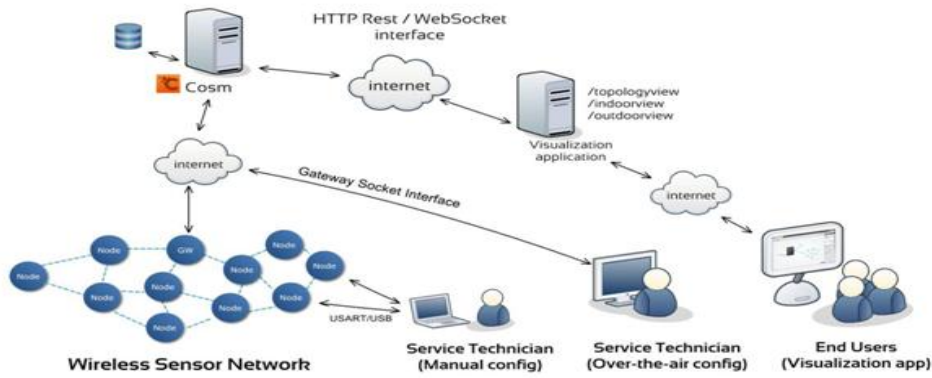 HTTP Rest / WebSocket
interface
Cosm
internet
/topologyview
/indoorview
/outdoorview
Visualization
application
internet
Gateway Socket Interface
internet
Node
GW
Node
Node
Node
Node
Node
Node
Node
Node
Node
USART/USB
Wireless Sensor Network
Service Technician
(Manual config)
Service Technician
(Over-the-air config)
End Users
(Visualization app)